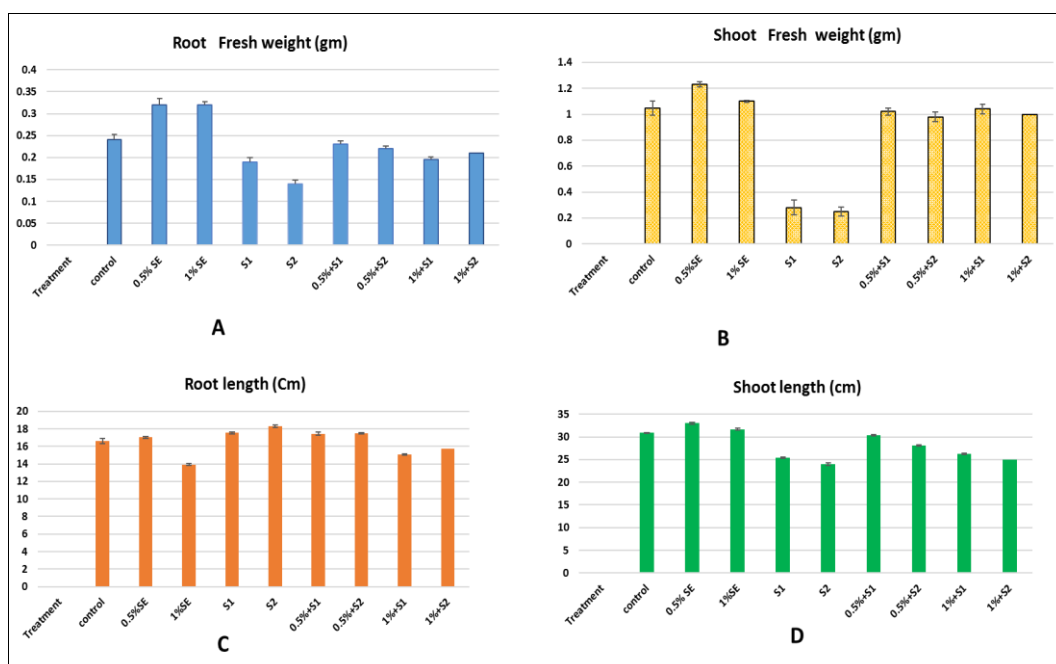 Root Fresh weight (gm)
0.4
0.35
0.3
0.25
0.2
0.15
0.1
0.05
0
Treatment
control
0.5%SE
1% SE
S1
S2
0.5%+S1
0.5%+S2
1%+S1
1%+S2
A
Shoot Fresh weight (gm)
1.4
1.2
1
0.8
0.6
0.4
0.2
0
Treatment
control
0.5%SE
1% SE
S1
S2
0.5%+S1
0.5%+S2
1%+S1
1%+S2
B
Root length (Cm)
20
18
16
14
12
10
8
6
4
2
0
Treatment
control
0.5%SE
1%SE
S1
S2
0.5%+S1
0.5%+S2
1%+S1
1%+S2
C
Shoot length (cm)
35
30
25
20
15
10
5
0
Treatment
control
0.5% SE
1%SE
S1
S2
0.5%+S1
0.5%+S2
1%+S1
1%+S2
D